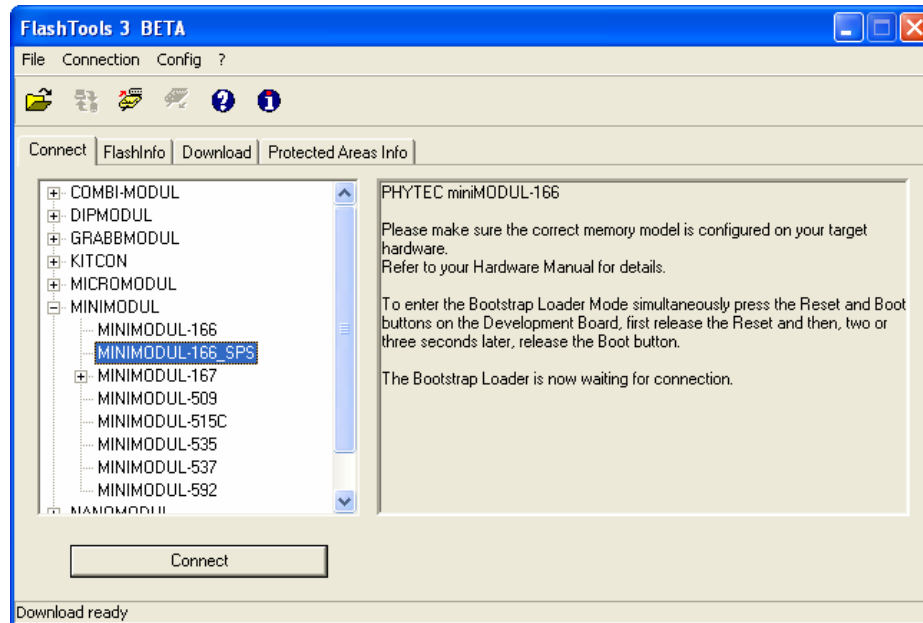 FlashTools 3 BETA
File Connection Config ?
Connect FlashInfo Download Protected Areas Info
COMBI-MODUL
DIPMODUL
GRABBMODUL
KITCON
MICROMODUL
MINIMODUL
MINIMODUL-166
MINIMODUL-166_SPS
MINIMODUL-167
MINIMODUL-509
MINIMODUL-515C
MINIMODUL-535
MINIMODUL-537
MINIMODUL-592
NANOMODUL
PHYTEC miniMODUL-166
Please make sure the correct memory model is configured on your target
hardware.
Refer to your Hardware Manual for details.
To enter the Bootstrap Loader Mode simultaneously press the Reset and Boot
buttons on the Development Board, first release the Reset and then, two or
three seconds later, release the Boot button.
The Bootstrap Loader is now waiting for connection.
Connect
Download ready